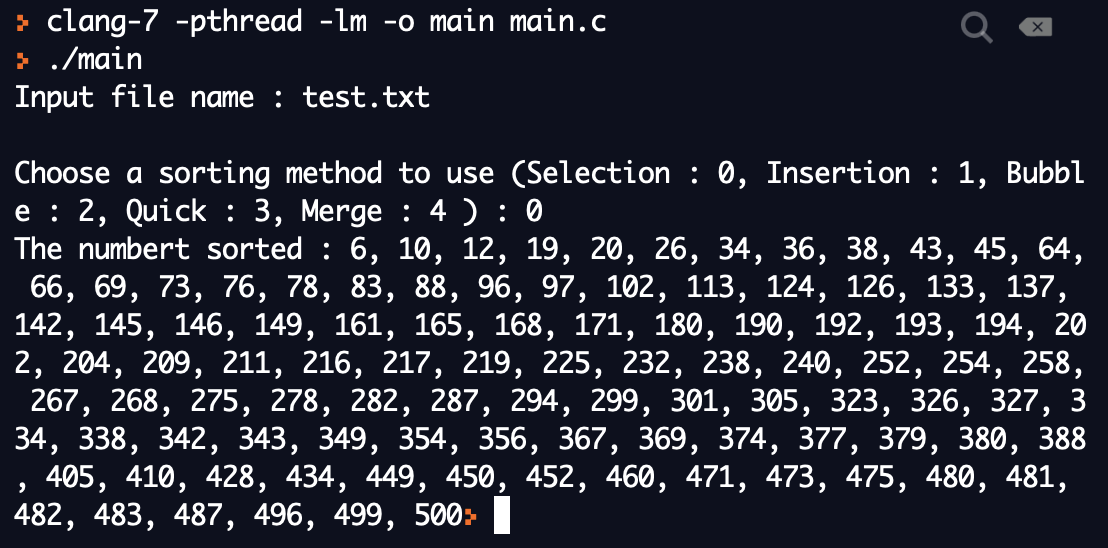 > clang-7 -pthread -lm -o main main.c
> ./main
Input file name : test.txt

Choose a sorting method to use (Selection : 0, Insertion : 1, Bubbl
e : 2, Quick : 3, Merge : 4 ) : 0
The numbert sorted : 6, 10, 12, 19, 20, 26, 34, 36, 38, 43, 45, 64,
 66, 69, 73, 76, 78, 83, 88, 96, 97, 102, 113, 124, 126, 133, 137,
142, 145, 146, 149, 161, 165, 168, 171, 180, 190, 192, 193, 194, 20
2, 204, 209, 211, 216, 217, 219, 225, 232, 238, 240, 252, 254, 258,
 267, 268, 275, 278, 282, 287, 294, 299, 301, 305, 323, 326, 327, 3
34, 338, 342, 343, 349, 354, 356, 367, 369, 374, 377, 379, 380, 388
, 405, 410, 428, 434, 449, 450, 452, 460, 471, 473, 475, 480, 481,
482, 483, 487, 496, 499, 500>